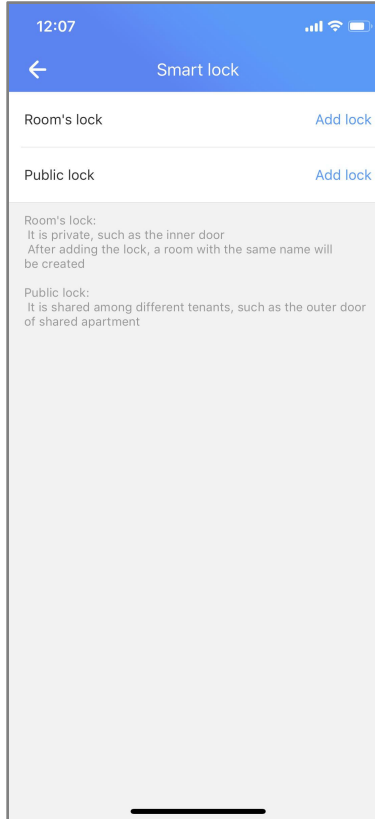 12:07
Smart lock
Room's lock Add lock
Public lock Add lock
Room's lock:
It is private, such as the inner door
After adding the lock, a room with the same name will
be created
Public lock:
It is shared among different tenants, such as the outer door
of shared apartment